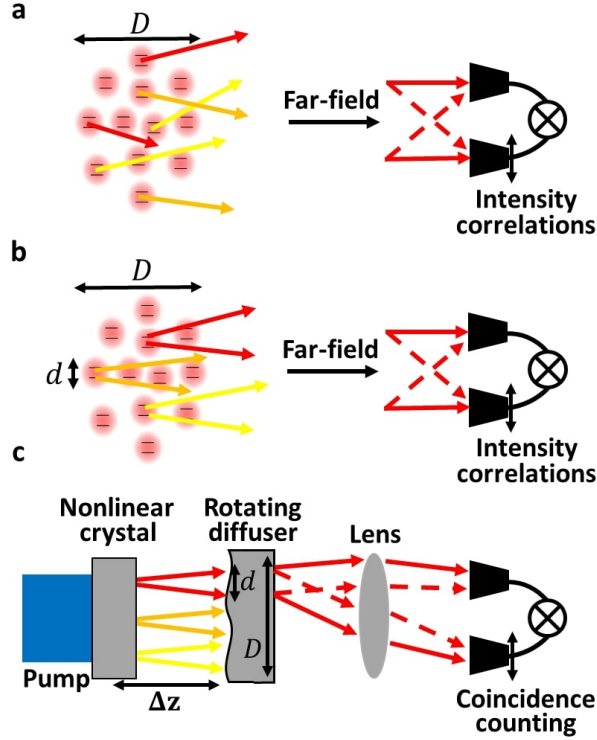 a
D
Far-field
Intensity
correlations
b
D
d
Far-field
Intensity
correlations
c
Nonlinear
crystal
Rotating
diffuser
Lens
d
D
Pump
Δz
Coincidence
counting